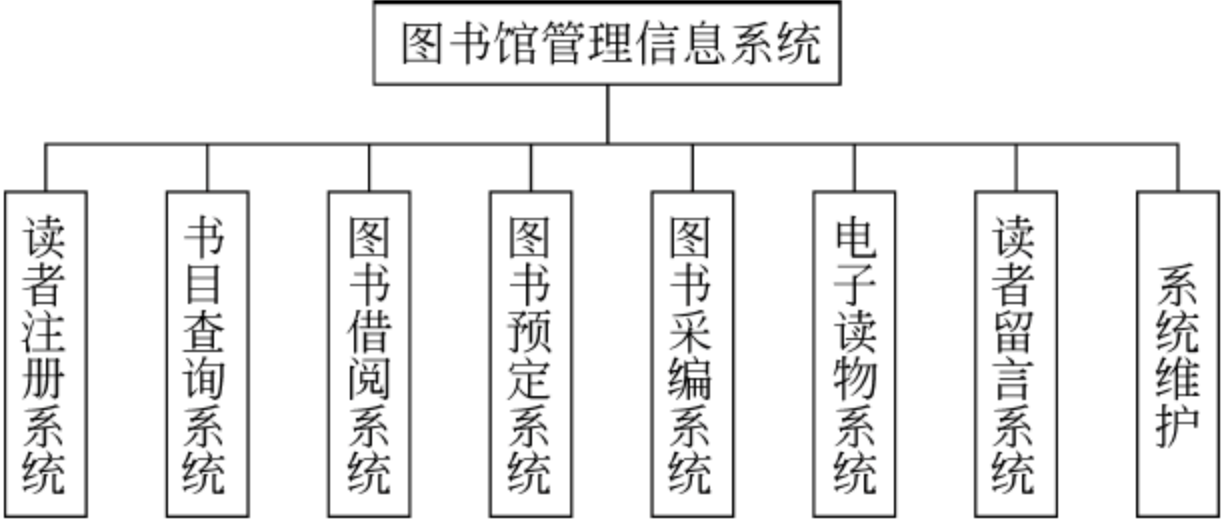 图书馆管理信息系统
读者注册系统
书目查询系统
图书借阅系统
图书预定系统
图书采编系统
电子读物系统
读者留言系统
系统维护